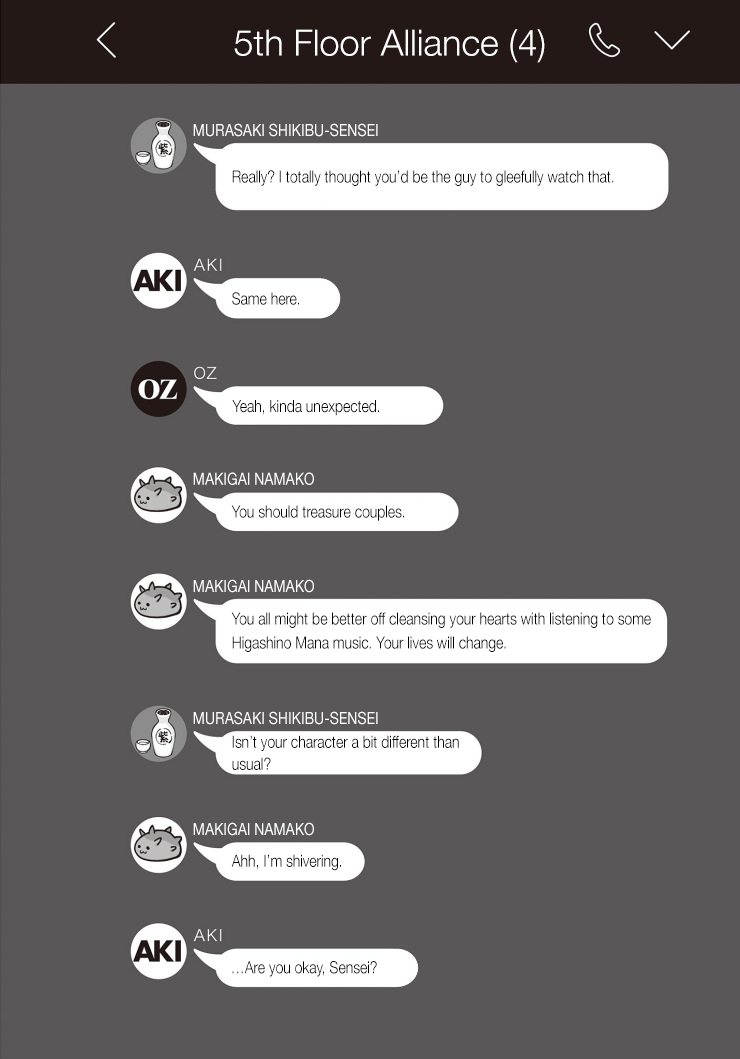 5th Floor Alliance (4)
MURASAKI SHIKIBU-SENSEI
紫
Really? I totally thought you’d be the guy to gleefully watch that.
AKI
AKI
Same here.
OZ
OZ
Yeah, kinda unexpected.
MAKIGAI NAMAKO
You should treasure couples.
MAKIGAI NAMAKO
You all might be better off cleansing your hearts with listening to some
Higashino Mana music. Your lives will change.
MURASAKI SHIKIBU-SENSEI
紫
Isn’t your character a bit different than
usual?
MAKIGAI NAMAKO
Ahh, I’m shivering.
AKI
AKI
…Are you okay, Sensei?